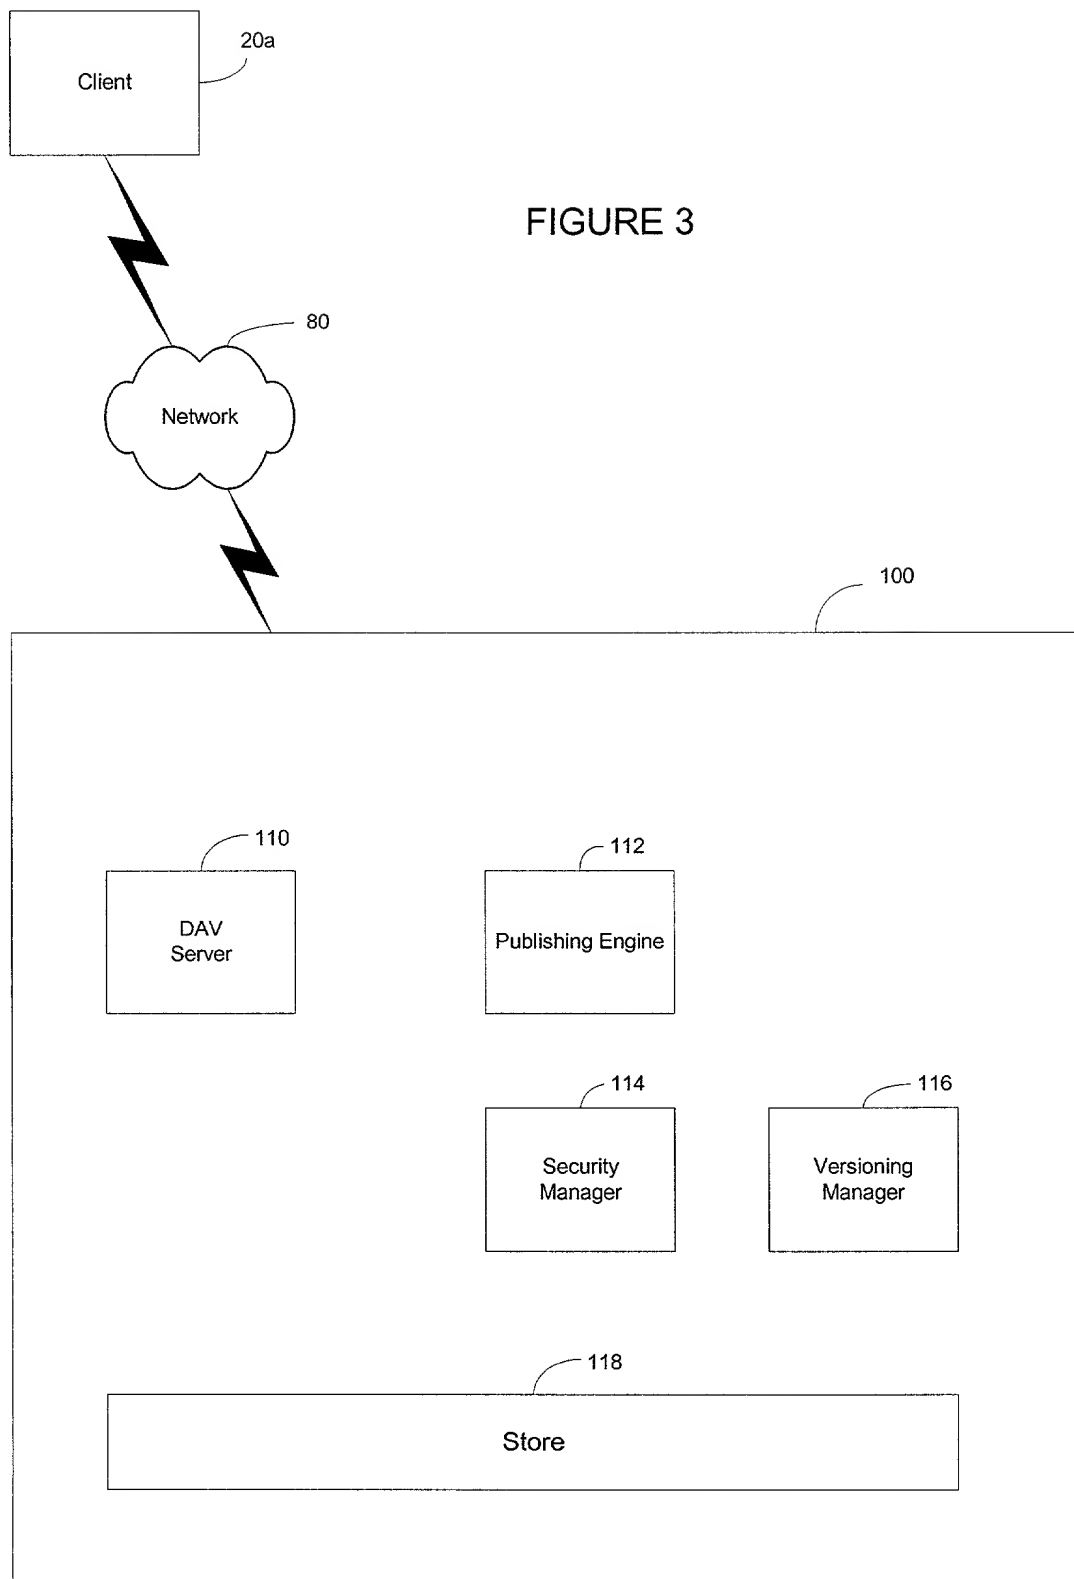 20a
Client
FIGURE 3
80
Network
100
110
112
DAV
Server
Publishing Engine
114
116
Security
Manager
Versioning
Manager
118
Store